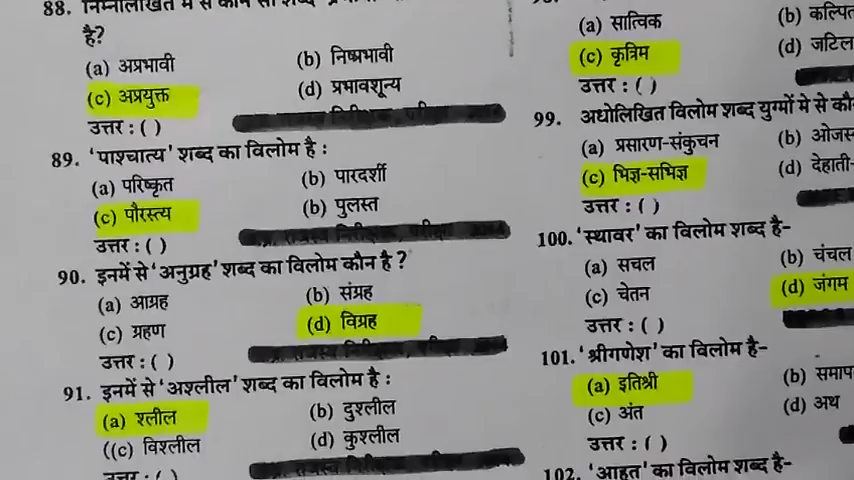 88. निम्नलिखित में से कौन सा शब्द
है?
(a) अप्रभावी (b) निष्प्रभावी
(c) अप्रयुक्त (d) प्रभावशून्य
उत्तर : ( )
89. 'पाश्चात्य' शब्द का विलोम है :
(a) परिष्कृत (b) पारदर्शी
(c) पौरस्त्य (b) पुलस्त
उत्तर : ( )
90. इनमें से 'अनुग्रह' शब्द का विलोम कौन है ?
(a) आग्रह (b) संग्रह
(c) ग्रहण (d) विग्रह
उत्तर : ( )
91. इनमें से 'अश्लील' शब्द का विलोम है :
(a) श्लील (b) दुश्लील
((c) विश्लील (d) कुश्लील
उत्तर : ( )
(a) सात्विक (b) कल्पित
(c) कृत्रिम (d) जटिल
उत्तर : ( )
99. अधोलिखित विलोम शब्द युग्मों मे से कौ
(a) प्रसारण-संकुचन (b) ओजस
(c) भिज्ञ-सभिज्ञ (d) देहाती-
उत्तर : ( )
100. 'स्थावर' का विलोम शब्द है-
(a) सचल (b) चंचल
(c) चेतन (d) जंगम
उत्तर : ( )
101. 'श्रीगणेश' का विलोम है-
(a) इतिश्री (b) समाप
(c) अंत (d) अथ
उत्तर : ( )
102. 'आहूत' का विलोम शब्द है-